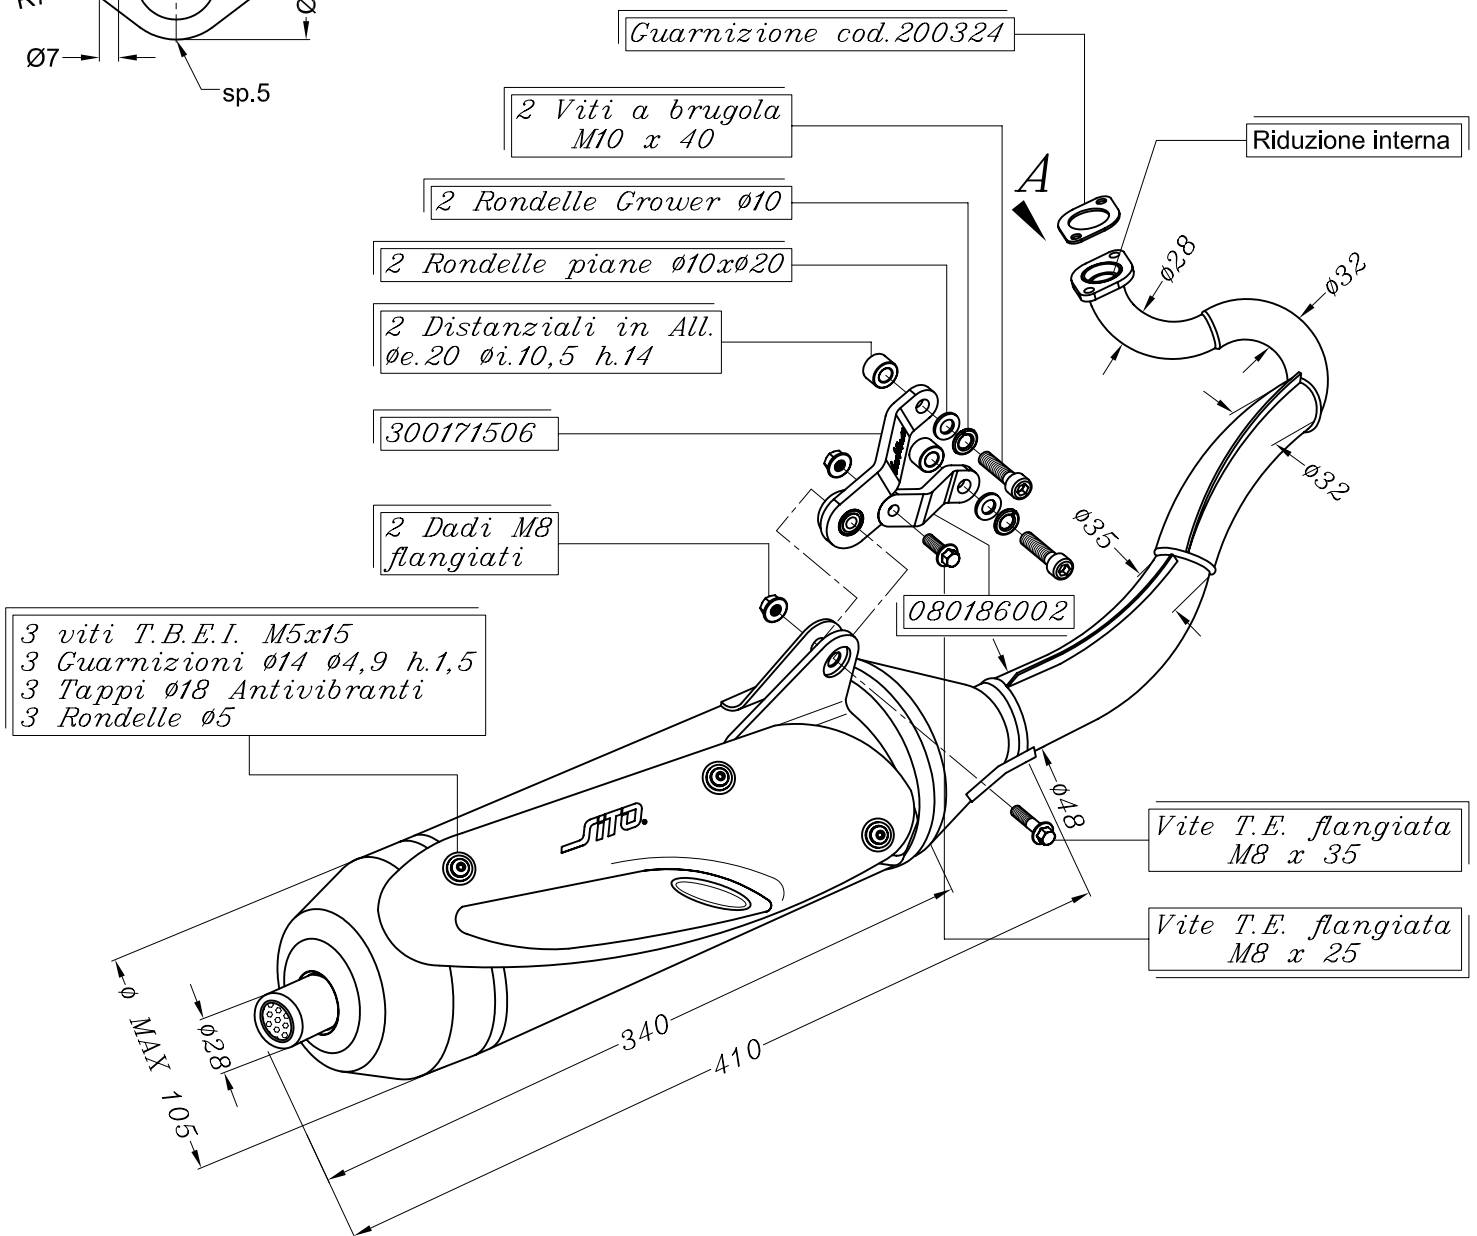 Ø7
sp.5
Guarnizione cod.200324
2 Viti a brugola
M10 x 40
Riduzione interna
A
2 Rondelle Grower ø10
2 Rondelle piane ø10xø20
ø28
ø32
2 Distanziali in All.
øe.20 øi.10,5 h.14
300171506
ø32
2 Dadi M8
flangiati
ø35
080186002
3 viti T.B.E.I. M5x15
3 Guarnizioni ø14 ø4,9 h.1,5
3 Tappi ø18 Antivibranti
3 Rondelle ø5
SITO
ø48
Vite T.E. flangiata
M8 x 35
Vite T.E. flangiata
M8 x 25
ø MAX 105
ø28
340
410